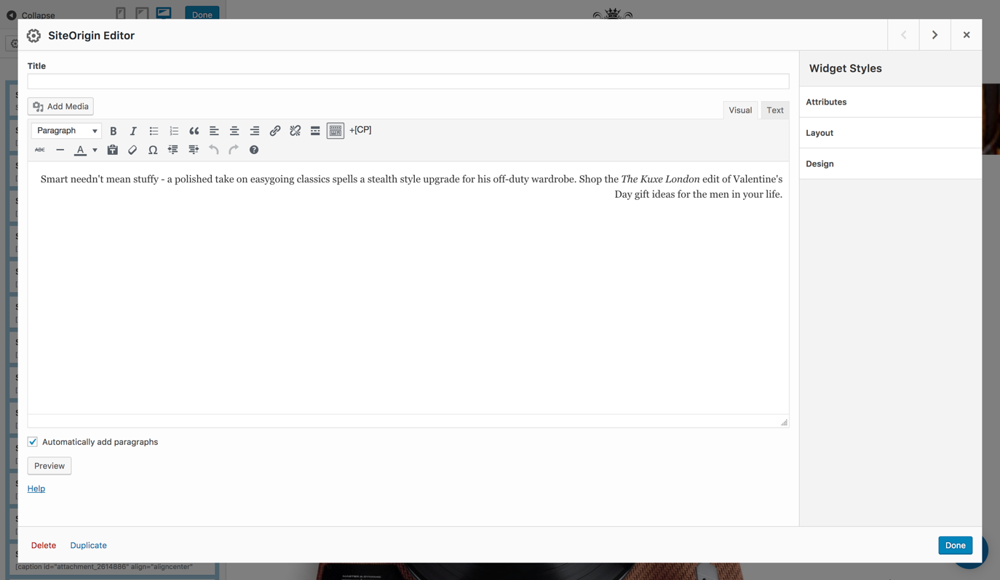 Collapse
Done
SiteOrigin Editor
Title
Add Media
Visual
Text
Paragraph
B I +[CP]
ABC A Ω
Smart needn't mean stuffy - a polished take on easygoing classics spells a stealth style upgrade for his off-duty wardrobe. Shop the The Kuxe London edit of Valentine's
Day gift ideas for the men in your life.
Automatically add paragraphs
Preview
Help
Widget Styles
Attributes
Layout
Design
Delete
Duplicate
Done
[caption id="attachment_2614886" align="aligncenter"